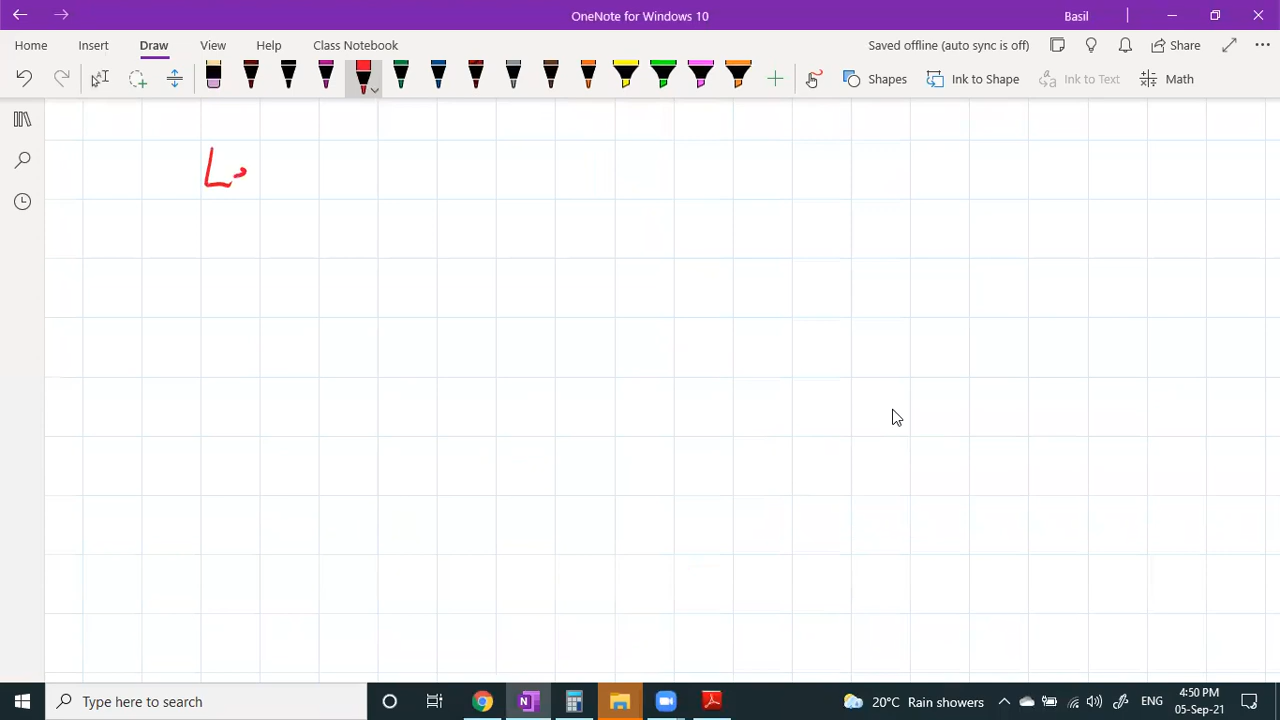 OneNote for Windows 10
Basil
Home
Insert
Draw
View
Help
Class Notebook
Saved offline (auto sync is off)
Share
Shapes
Ink to Shape
Ink to Text
Math
Type here to search
20°C Rain showers
ENG
4:50 PM
05-Sep-21